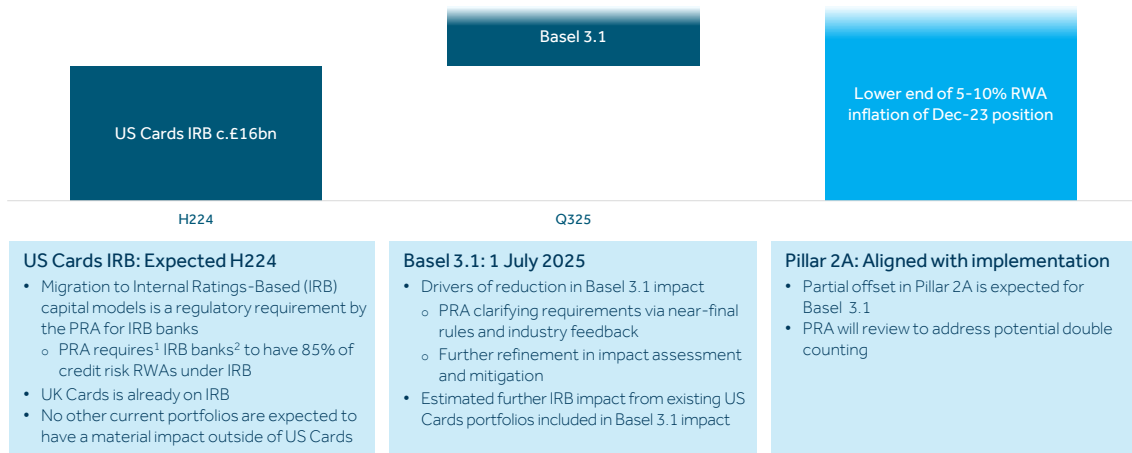 Basel 3.1
US Cards IRB c.£16bn
Lower end of 5-10% RWA
inflation of Dec-23 position
H224
Q325
US Cards IRB: Expected H224
• Migration to Internal Ratings-Based (IRB)
capital models is a regulatory requirement by
the PRA for IRB banks
o PRA requires¹ IRB banks² to have 85% of
credit risk RWAs under IRB
• UK Cards is already on IRB
• No other current portfolios are expected to
have a material impact outside of US Cards
Basel 3.1: 1 July 2025
• Drivers of reduction in Basel 3.1 impact
o PRA clarifying requirements via near-final
rules and industry feedback
o Further refinement in impact assessment
and mitigation
• Estimated further IRB impact from existing US
Cards portfolios included in Basel 3.1 impact
Pillar 2A: Aligned with implementation
• Partial offset in Pillar 2A is expected for
Basel 3.1
• PRA will review to address potential double
counting